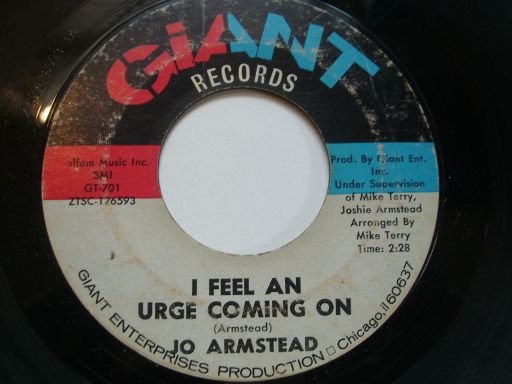 GiANT
RECORDS
olfam Music Inc.
BMI
GT-701
ZTSC-126593
Prod. By Giant Ent.
Inc.
Under Supervision
of Mike Terry,
Joshie Armstead
Arranged By
Mike Terry
Time: 2:28
I FEEL AN
URGE COMING ON
(Armstead)
JO ARMSTEAD
GIANT ENTERPRISES PRODUCTION □ Chicago, il 60637